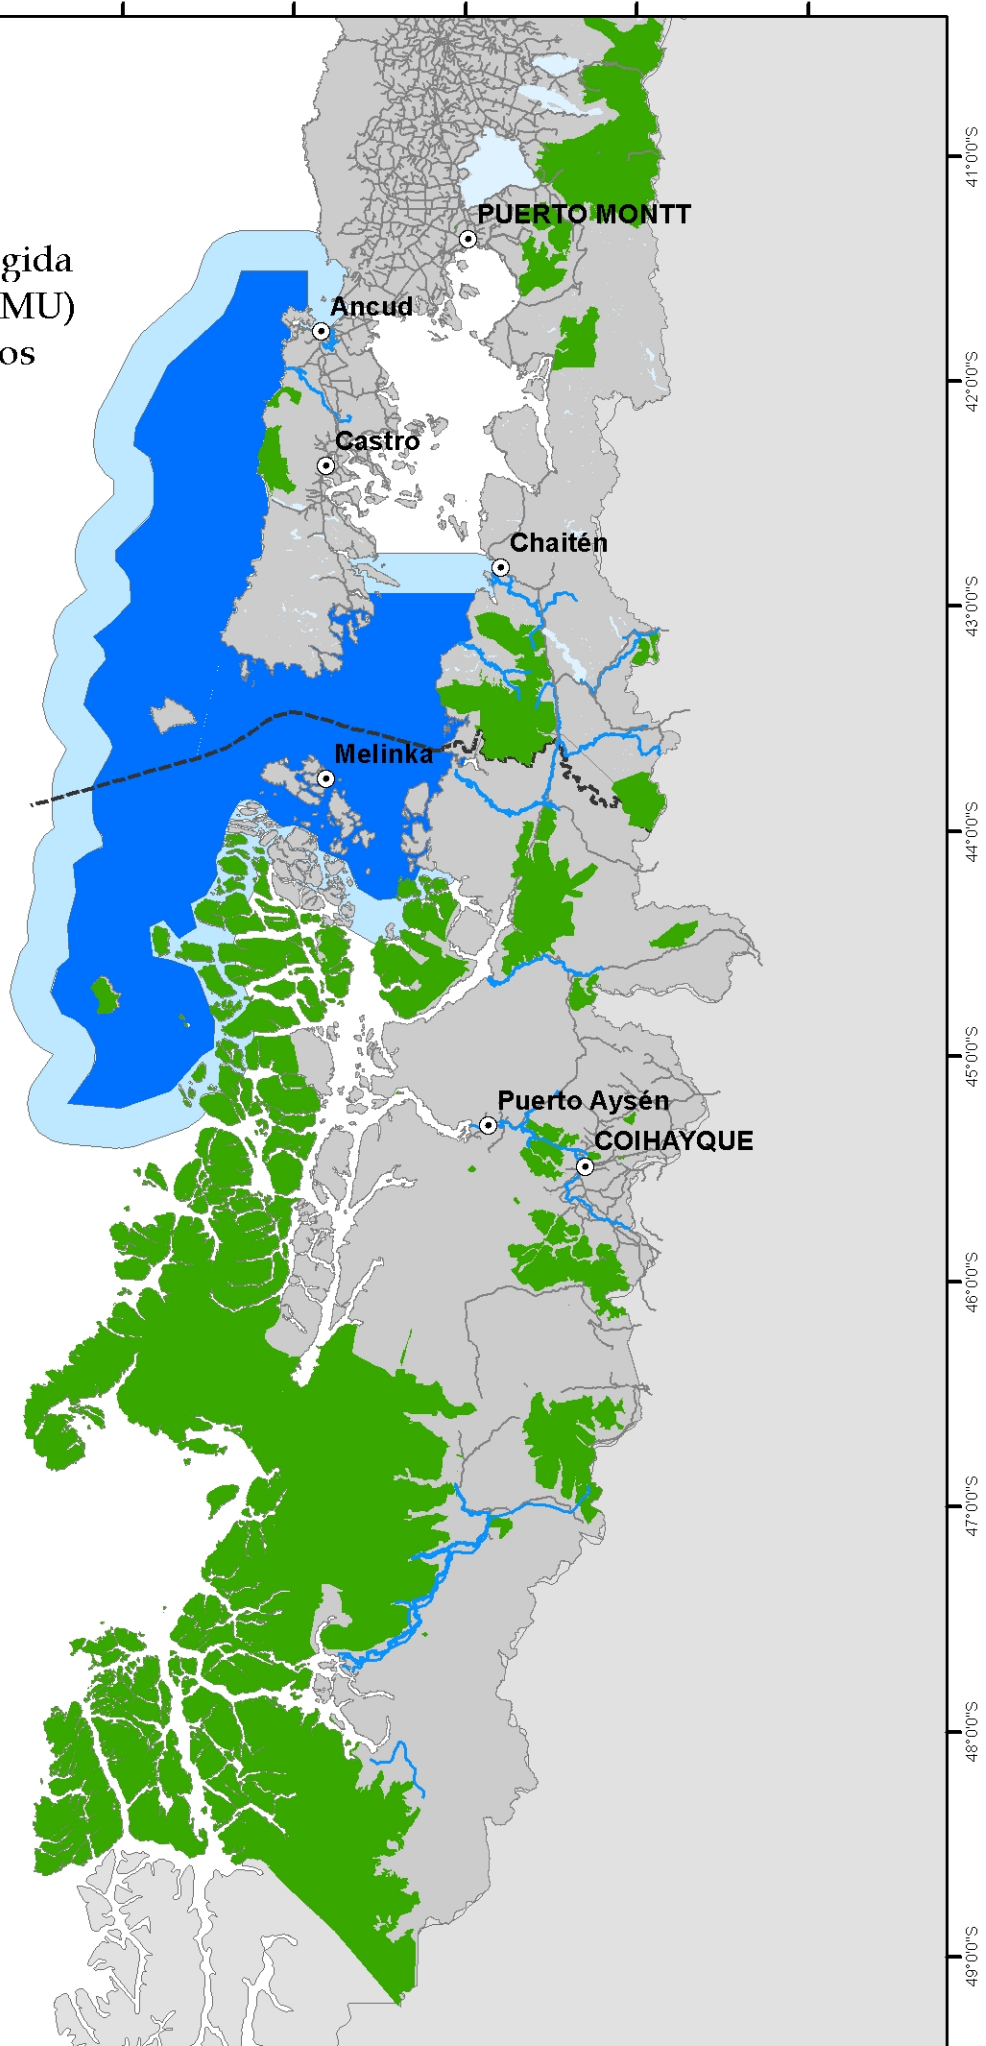 41°0'0"S
PUERTO MONTT
gida
MU)
os
Ancud
42°0'0"S
Castro
Chaitén
43°0'0"S
Melinka
44°0'0"S
45°0'0"S
Puerto Aysén
COIHAYQUE
46°0'0"S
47°0'0"S
48°0'0"S
49°0'0"S